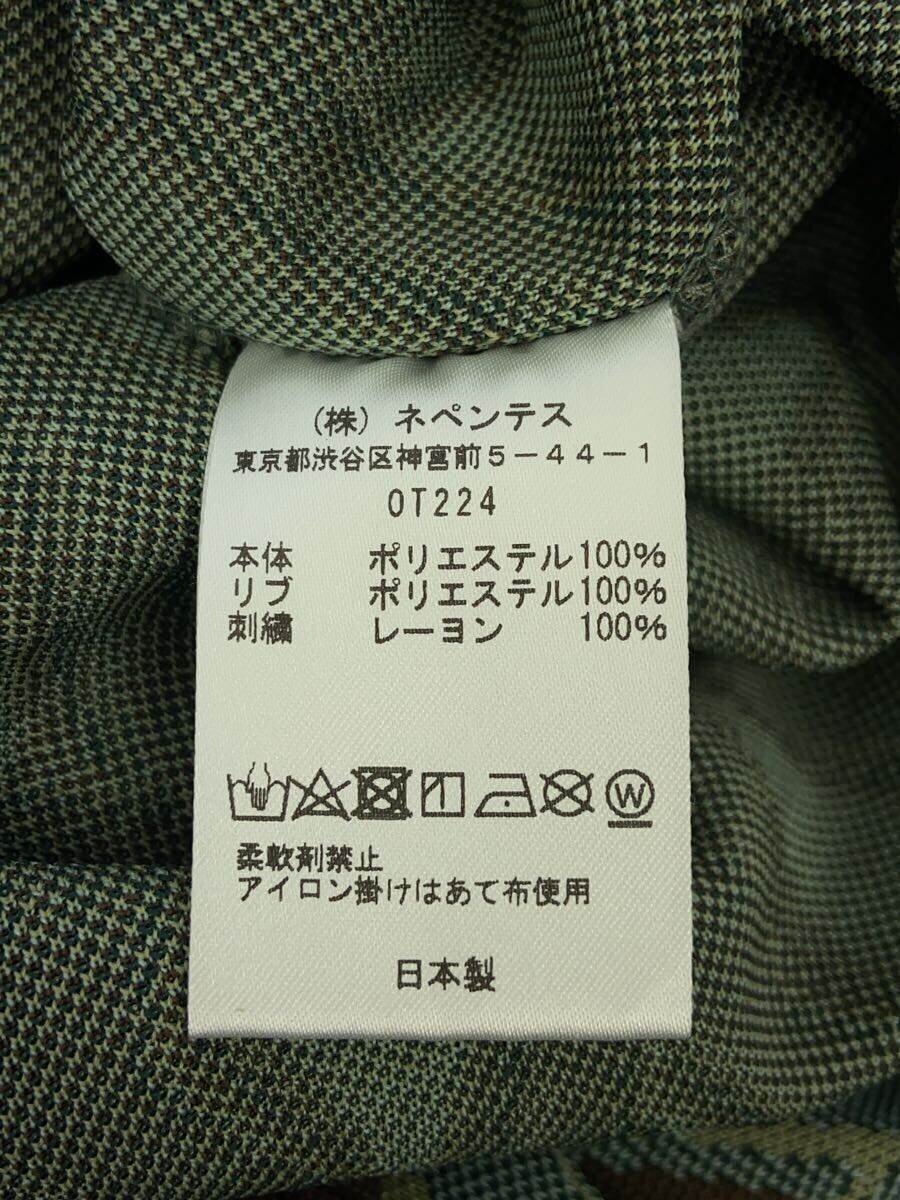 (株) ネペンテス
東京都渋谷区神宮前5-44-1
OT224
本体 ポリエステル100%
リブ ポリエステル100%
刺繡 レーヨン 100%
W
柔軟剤禁止
アイロン掛けはあて布使用
日本製